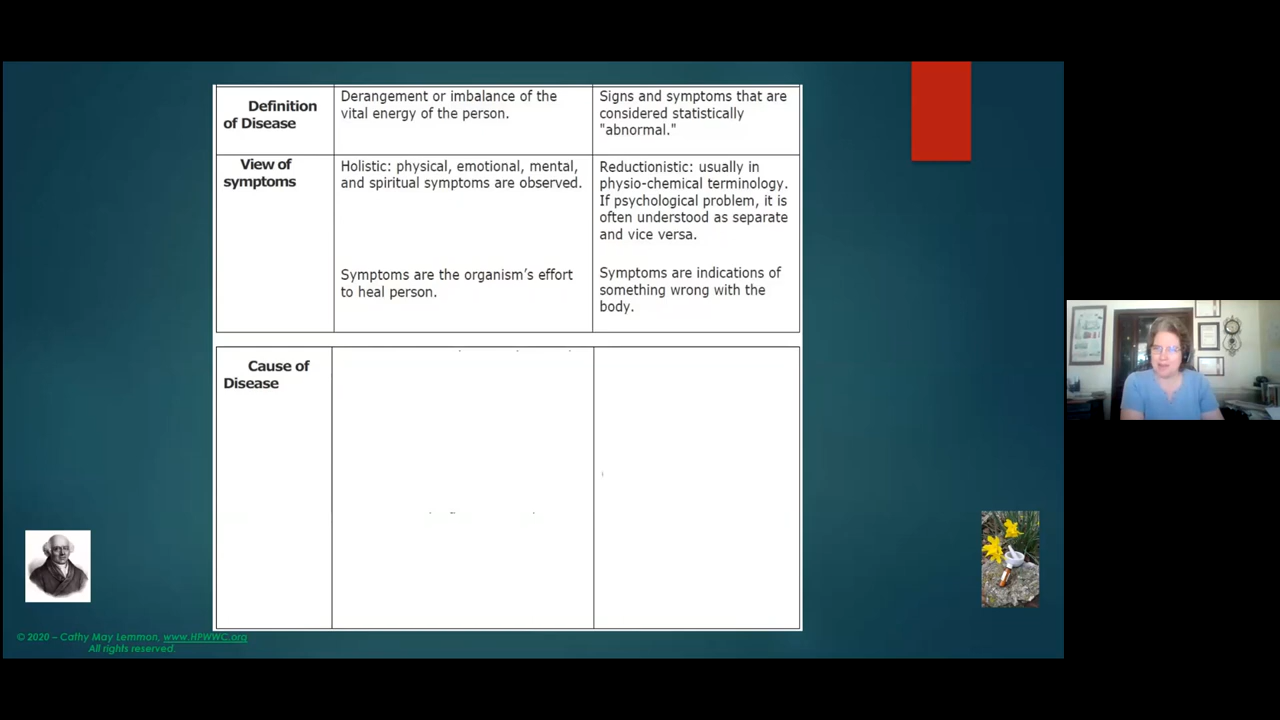 Definition
of Disease
Derangement or imbalance of the
vital energy of the person.
Signs and symptoms that are
considered statistically
"abnormal."
View of
symptoms
Holistic: physical, emotional, mental,
and spiritual symptoms are observed.
Symptoms are the organism's effort
to heal person.
Reductionistic: usually in
physio-chemical terminology.
If psychological problem, it is
often understood as separate
and vice versa.
Symptoms are indications of
something wrong with the
body.
Cause of
Disease
© 2020 – Cathy May Lemmon, www.HPWWC.org
All rights reserved.